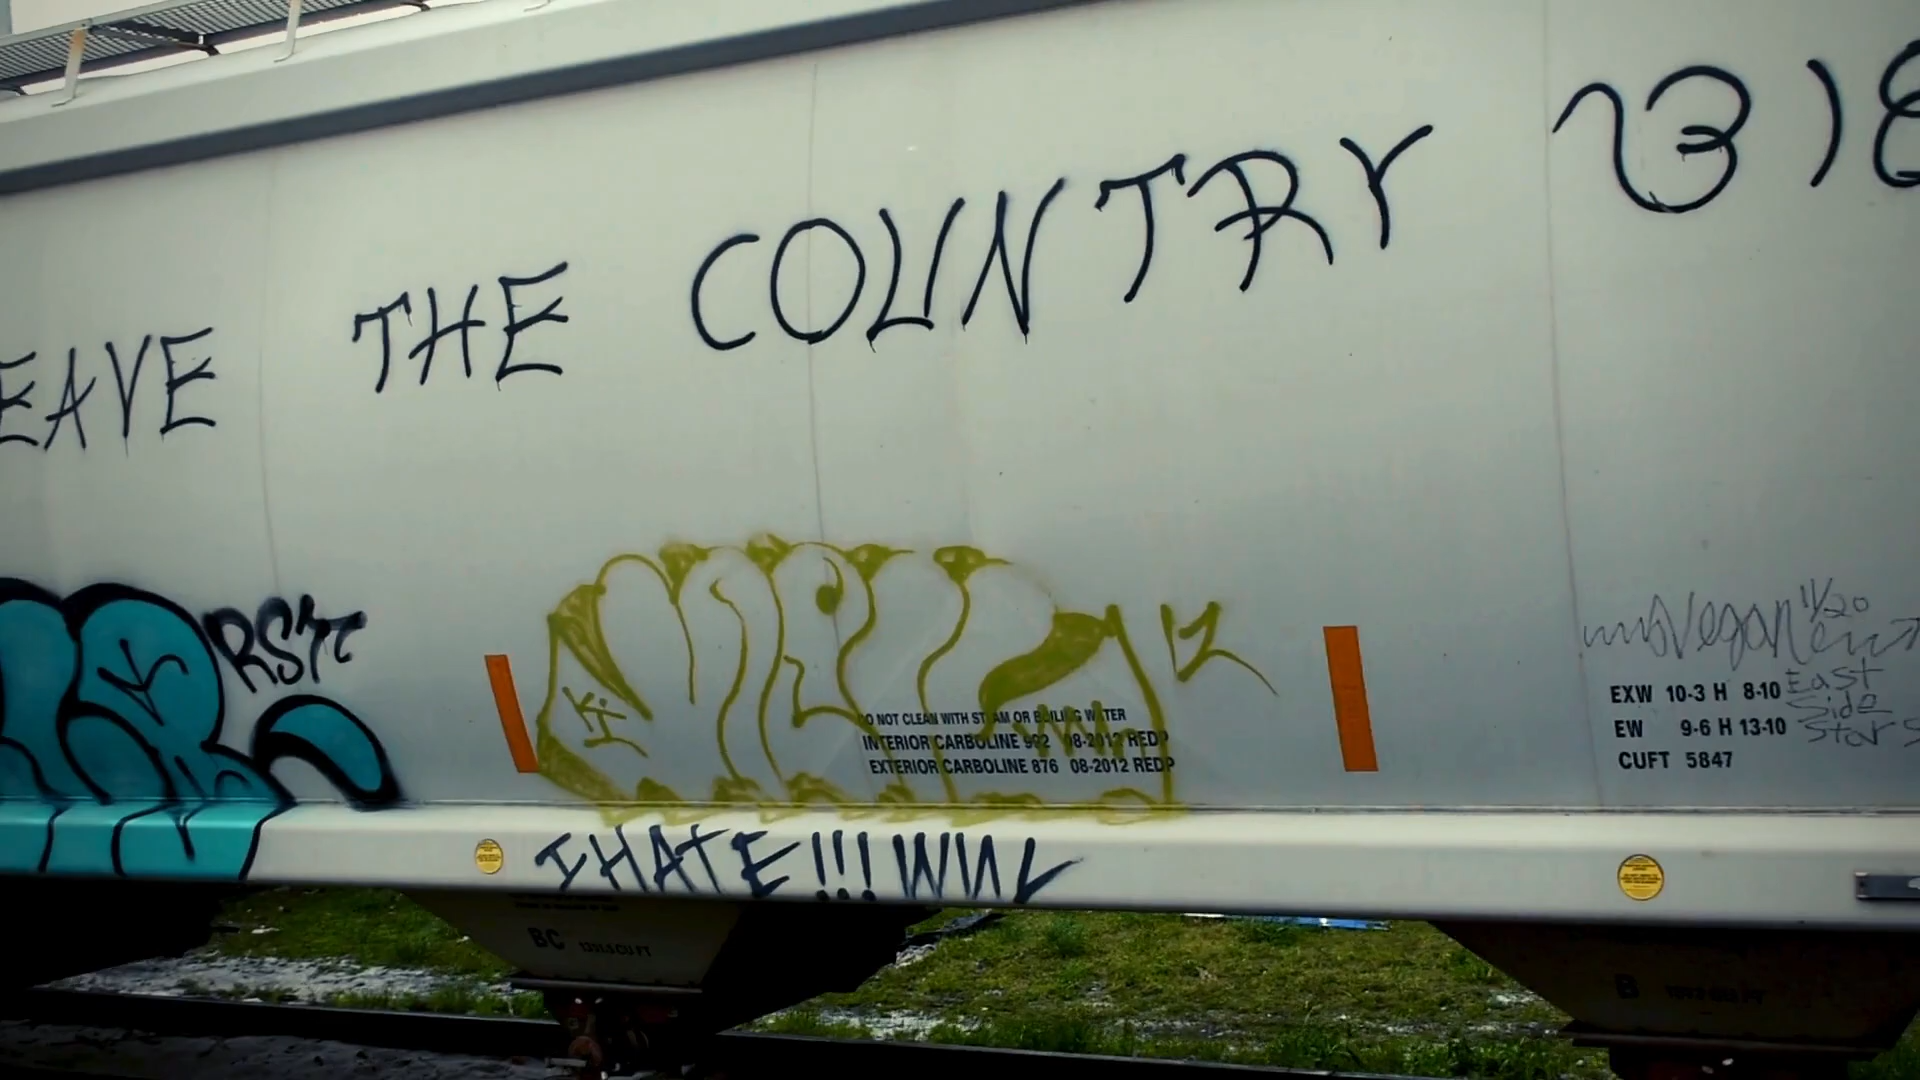 EAVE THE COUNTRY
RST
DO NOT CLEAN WITH STEAM OR BOILING WATER
INTERIOR CARBOLINE 992 08-2012 REDP
EXTERIOR CARBOLINE 876 08-2012 REDP
11/20
Vegan
EXW 10-3 H 8-10
EW 9-6 H 13-10
CUFT 5847
East
Side
Stars
I HATE!!!
BC
B